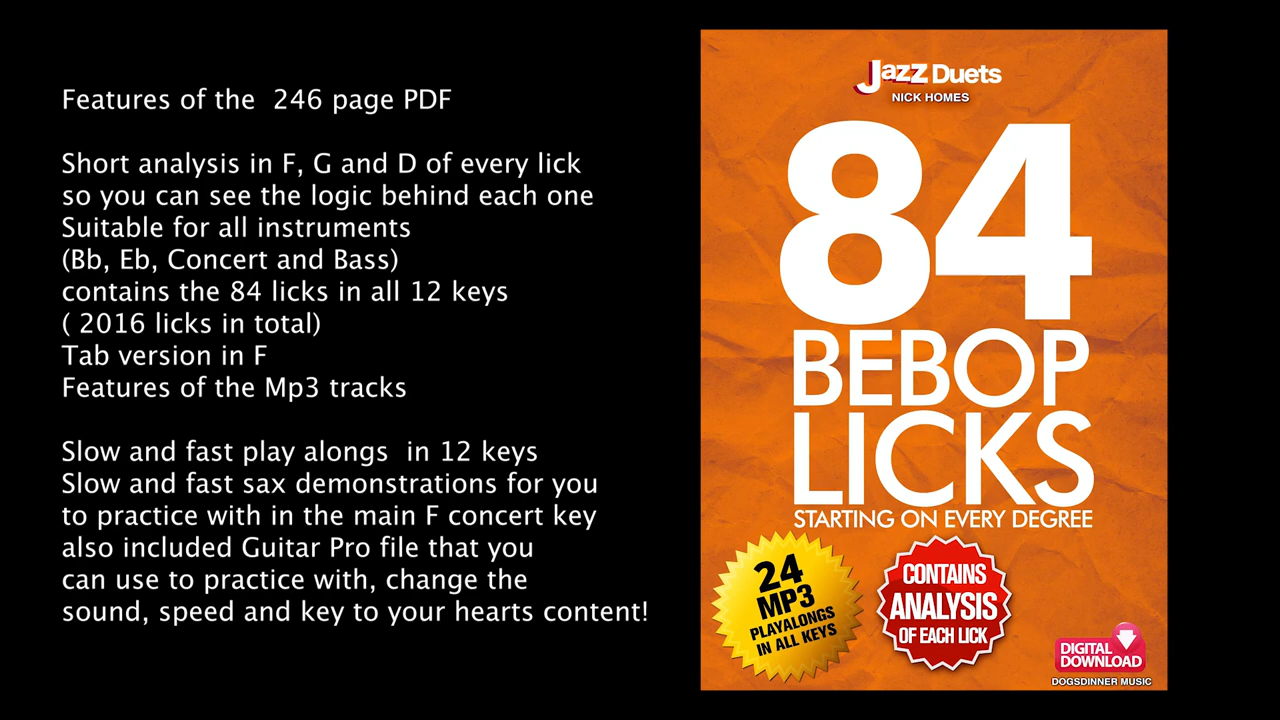 Features of the  246 page PDF
Short analysis in F, G and D of every lick
so you can see the logic behind each one
Suitable for all instruments
(Bb, Eb, Concert and Bass)
contains the 84 licks in all 12 keys
( 2016 licks in total)
Tab version in F
Features of the Mp3 tracks
Slow and fast play alongs  in 12 keys
Slow and fast sax demonstrations for you
to practice with in the main F concert key
also included Guitar Pro file that you
can use to practice with, change the
sound, speed and key to your hearts content!
Jazz Duets
NICK HOMES
84
BEBOP
LICKS
STARTING ON EVERY DEGREE
24
MP3
PLAYALONGS
IN ALL KEYS
CONTAINS
ANALYSIS
OF EACH LICK
DIGITAL
DOWNLOAD
DOGSDINNER MUSIC